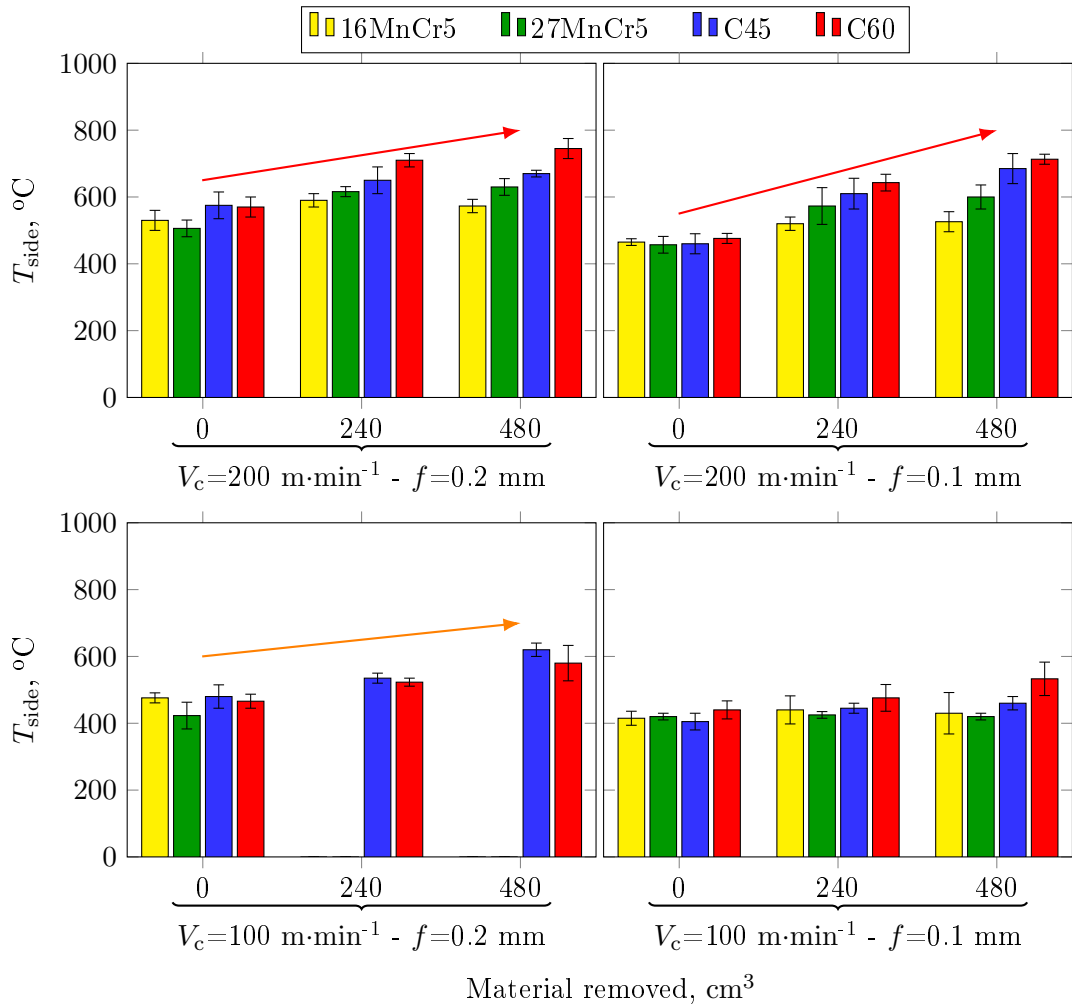 16MnCr5 27MnCr5 C45 C60
1000
800
600
400
200
0
T_side, °C
0 240 480
0 240 480
V_c=200 m·min⁻¹ - f=0.2 mm
V_c=200 m·min⁻¹ - f=0.1 mm
1000
800
600
400
200
0
T_side, °C
0 240 480
0 240 480
V_c=100 m·min⁻¹ - f=0.2 mm
V_c=100 m·min⁻¹ - f=0.1 mm
Material removed, cm³